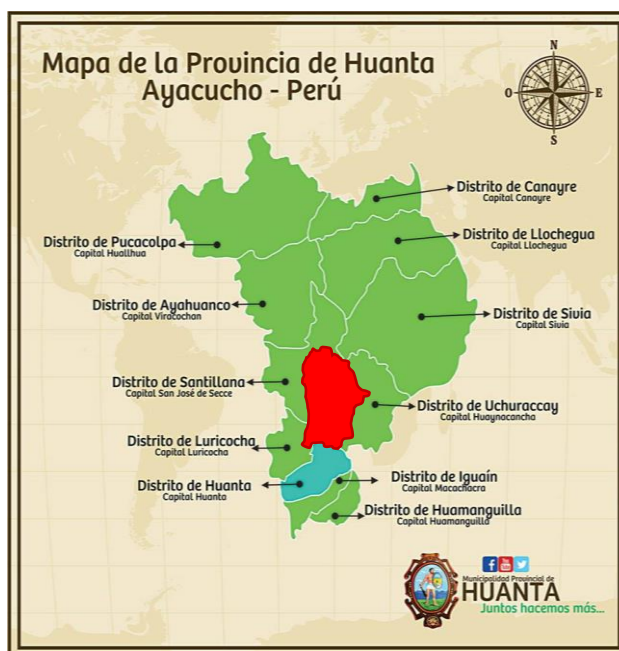 Mapa de la Provincia de Huanta
Ayacucho - Perú
N
O
E
S
Distrito de Canayre
Capital Canayre
Distrito de Llochegua
Capital Llochegua
Distrito de Pucacolpa
Capital Huallhua
Distrito de Ayahuanco
Capital Viracochan
Distrito de Sivia
Capital Sivia
Distrito de Santillana
Capital San José de Secce
Distrito de Uchuraccay
Capital Huaynacancha
Distrito de Luricocha
Capital Luricocha
Distrito de Huanta
Capital Huanta
Distrito de Iguaín
Capital Macachacra
Distrito de Huamanguilla
Capital Huamanguilla
Municipalidad Provincial de
HUANTA
Juntos hacemos más...